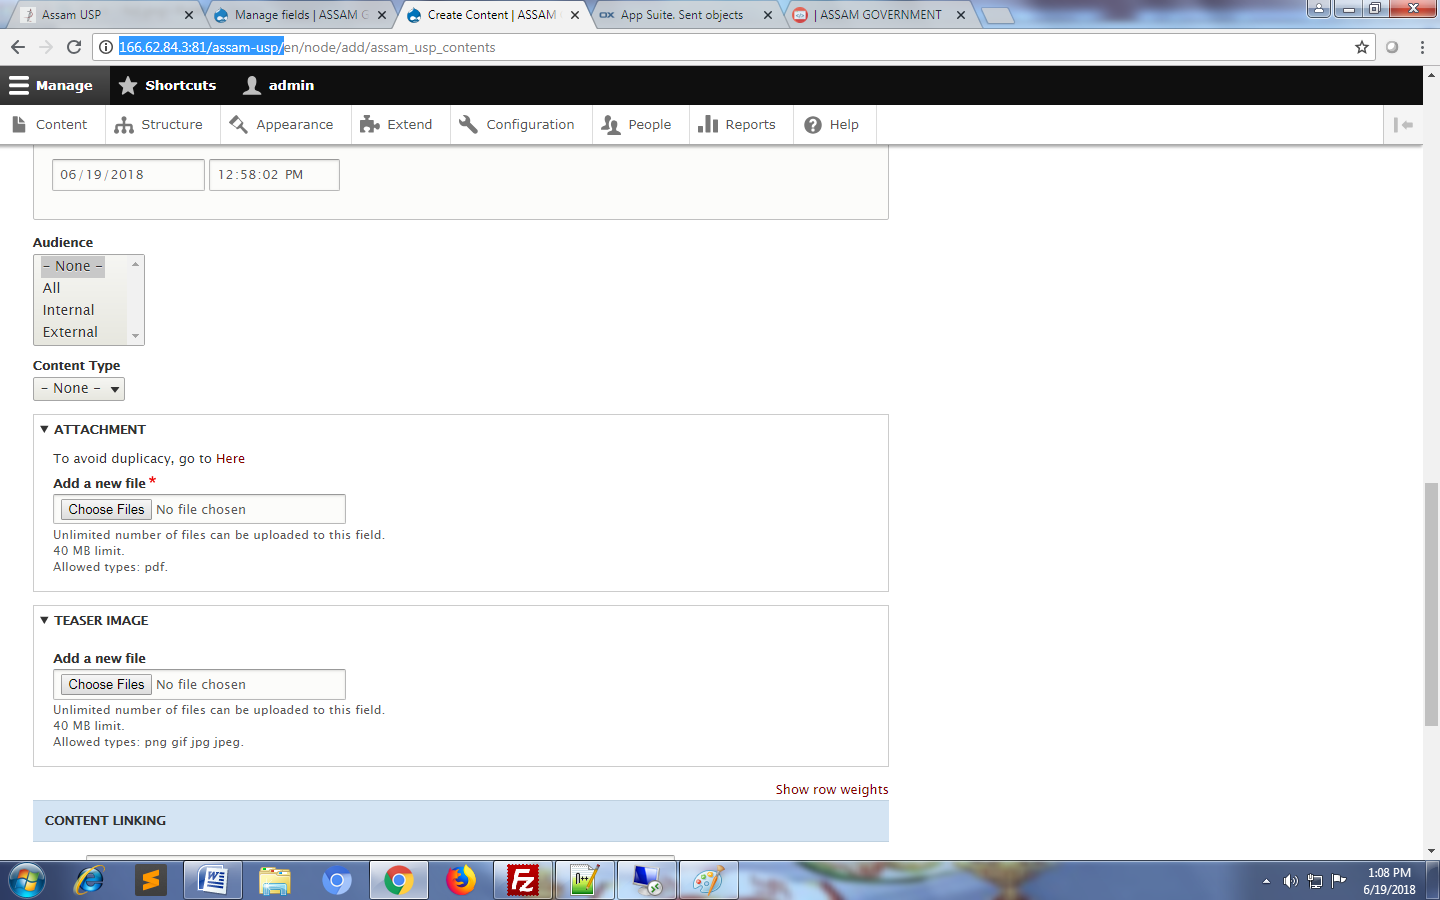 Assam USP
Manage fields | ASSAM G
Create Content | ASSAM
App Suite. Sent objects
| ASSAM GOVERNMENT
166.62.84.3:81/assam-usp/en/node/add/assam_usp_contents
Manage
Shortcuts
admin
Content
Structure
Appearance
Extend
Configuration
People
Reports
Help
06/19/2018
12:58:02 PM
Audience
- None -
All
Internal
External
Content Type
- None -
ATTACHMENT
To avoid duplicacy, go to Here
Add a new file *
Choose Files No file chosen
Unlimited number of files can be uploaded to this field.
40 MB limit.
Allowed types: pdf.
TEASER IMAGE
Add a new file
Choose Files No file chosen
Unlimited number of files can be uploaded to this field.
40 MB limit.
Allowed types: png gif jpg jpeg.
Show row weights
CONTENT LINKING
1:08 PM
6/19/2018